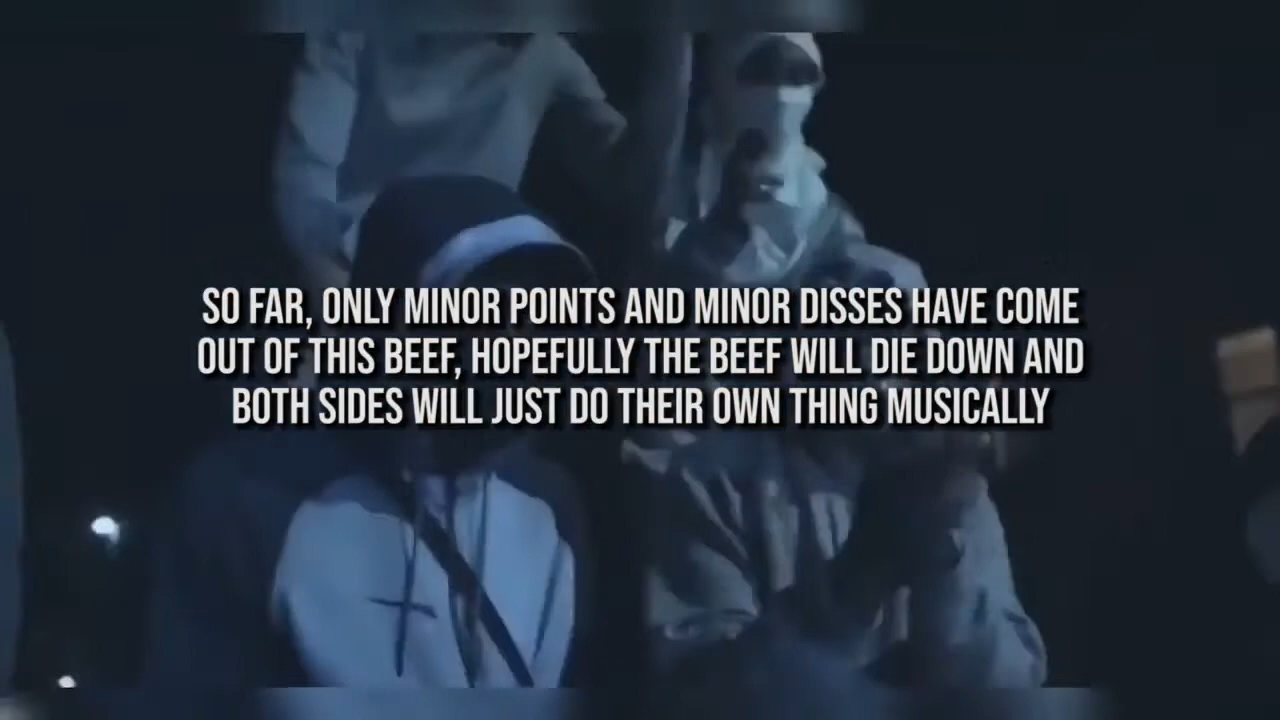 SO FAR, ONLY MINOR POINTS AND MINOR DISSES HAVE COME
OUT OF THIS BEEF, HOPEFULLY THE BEEF WILL DIE DOWN AND
BOTH SIDES WILL JUST DO THEIR OWN THING MUSICALLY